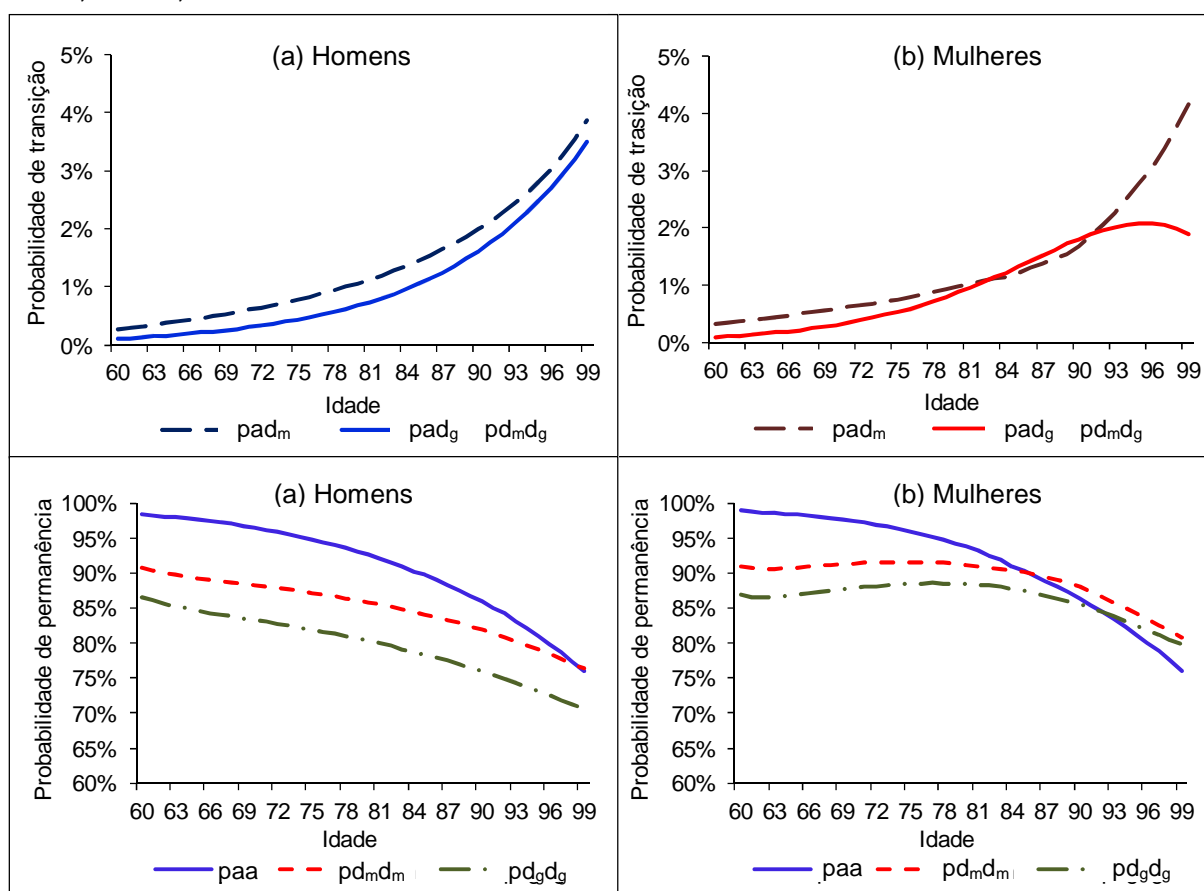 (a) Homens
Probabilidade de transição
5%
4%
3%
2%
1%
0%
60 63 66 69 72 75 78 81 84 87 90 93 96 99
Idade
padm padg pdmdg
(b) Mulheres
Probabilidade de trasição
5%
4%
3%
2%
1%
0%
60 63 66 69 72 75 78 81 84 87 90 93 96 99
Idade
padm padg pdmdg
(a) Homens
Probabilidade de permanência
100%
95%
90%
85%
80%
75%
70%
65%
60%
60 63 66 69 72 75 78 81 84 87 90 93 96 99
Idade
paa pdmdm pdgdg
(b) Mulheres
Probabilidade de permanência
100%
95%
90%
85%
80%
75%
70%
65%
60%
60 63 66 69 72 75 78 81 84 87 90 93 96 99
Idade
paa pdmdm pdgdg